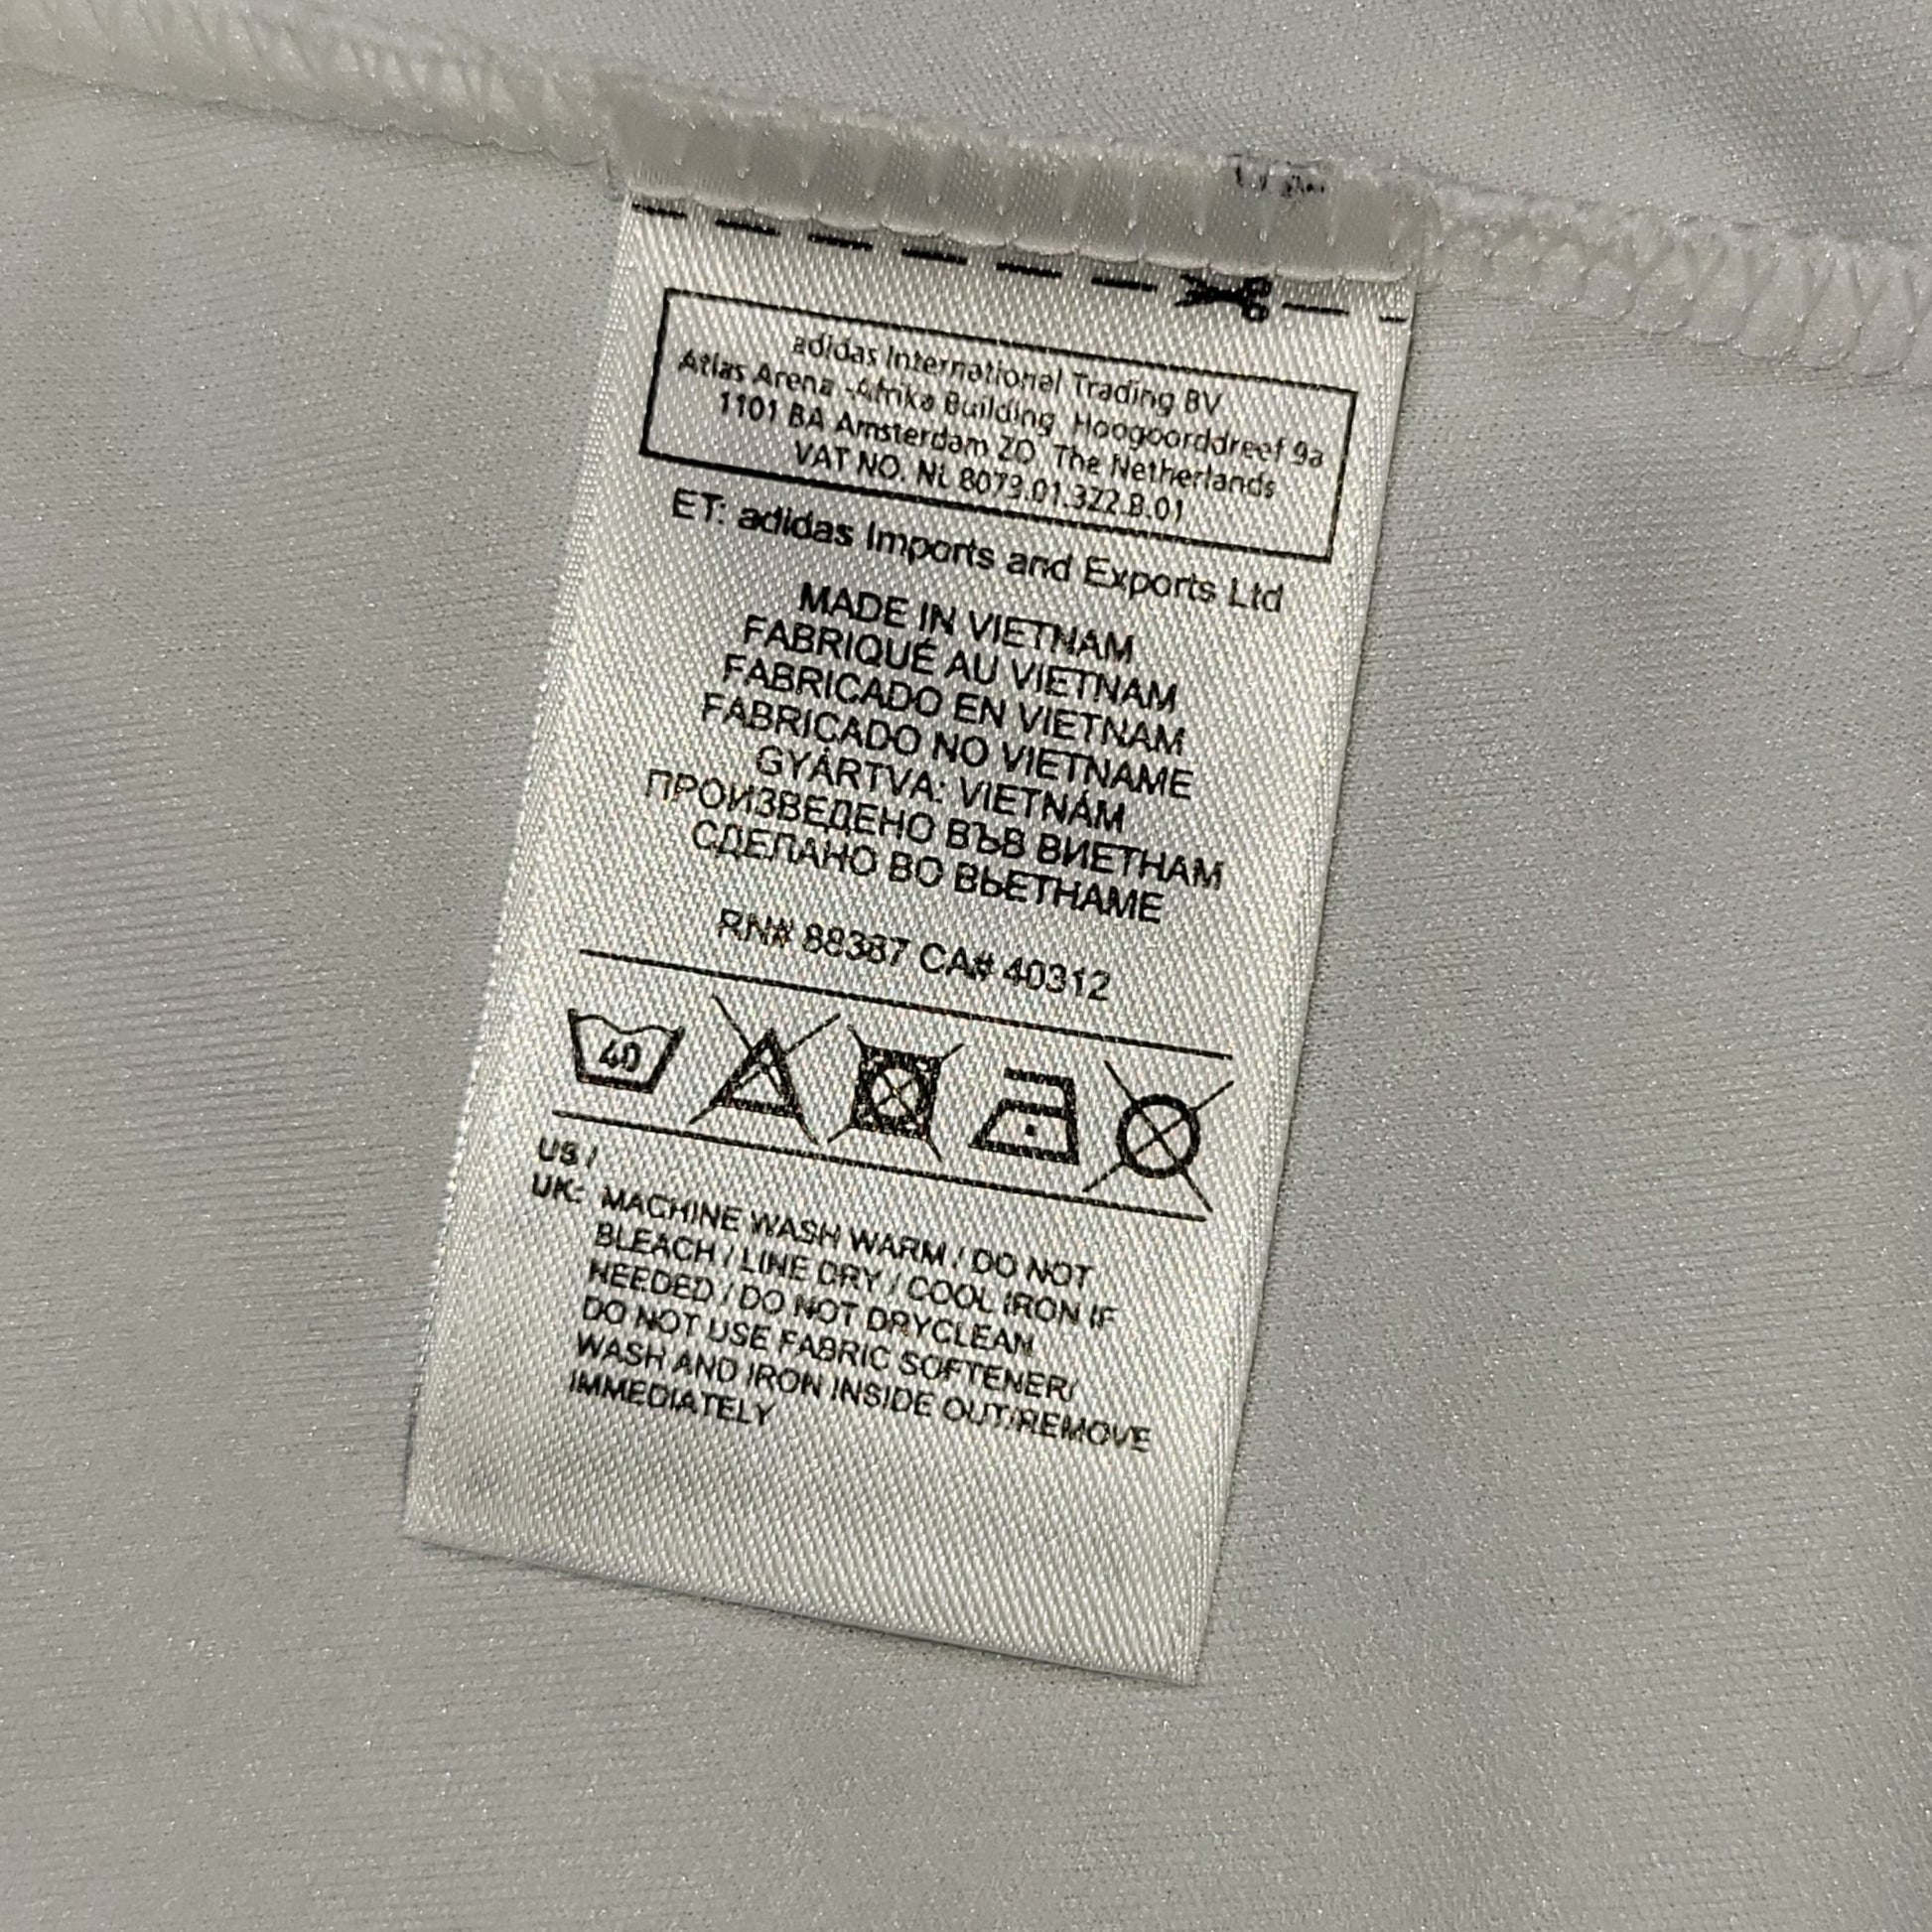 adidas International Trading BV
Atlas Arena -Afrika Building Hoogoorddreef 9a
1101 BA Amsterdam ZO The Netherlands
VAT NO. NL 8073.01.322.B.01
ET: adidas Imports and Exports Ltd
MADE IN VIETNAM
FABRIQUÉ AU VIETNAM
FABRICADO EN VIETNAM
FABRICADO NO VIETNAME
GYÁRTVA: VIETNÁM
ПРОИЗВЕДЕНО ВЪВ ВИЕТНАМ
СДЕЛАНО ВО ВЬЕТНАМЕ
RN# 88387 CA# 40312
40
US /
UK: MACHINE WASH WARM / DO NOT
BLEACH / LINE DRY / COOL IRON IF
NEEDED / DO NOT DRYCLEAN
DO NOT USE FABRIC SOFTENER/
WASH AND IRON INSIDE OUT/REMOVE
IMMEDIATELY